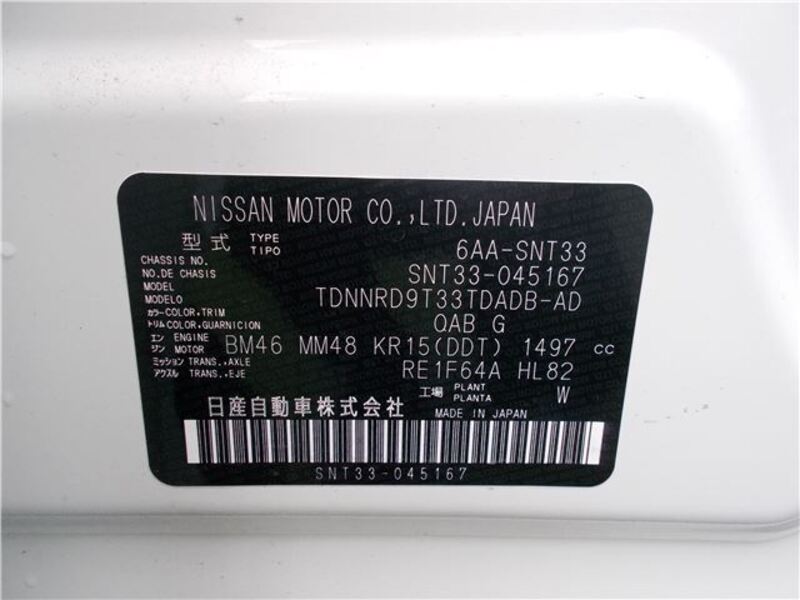 NISSAN MOTOR CO.,LTD.JAPAN
型式 TYPE TIPO 6AA-SNT33
CHASSIS NO. NO.DE CHASIS SNT33-045167
MODEL MODELO TDNNRD9T33TDADB-AD
カラー COLOR,TRIM トリム COLOR,GUARNICION QAB G
エン ジン ENGINE MOTOR BM46 MM48 KR15(DDT) 1497 cc
ミッション TRANS.,AXLE アクスル TRANS.,EJE RE1F64A HL82
工場 PLANT PLANTA W
日産自動車株式会社 MADE IN JAPAN
SNT33-045167